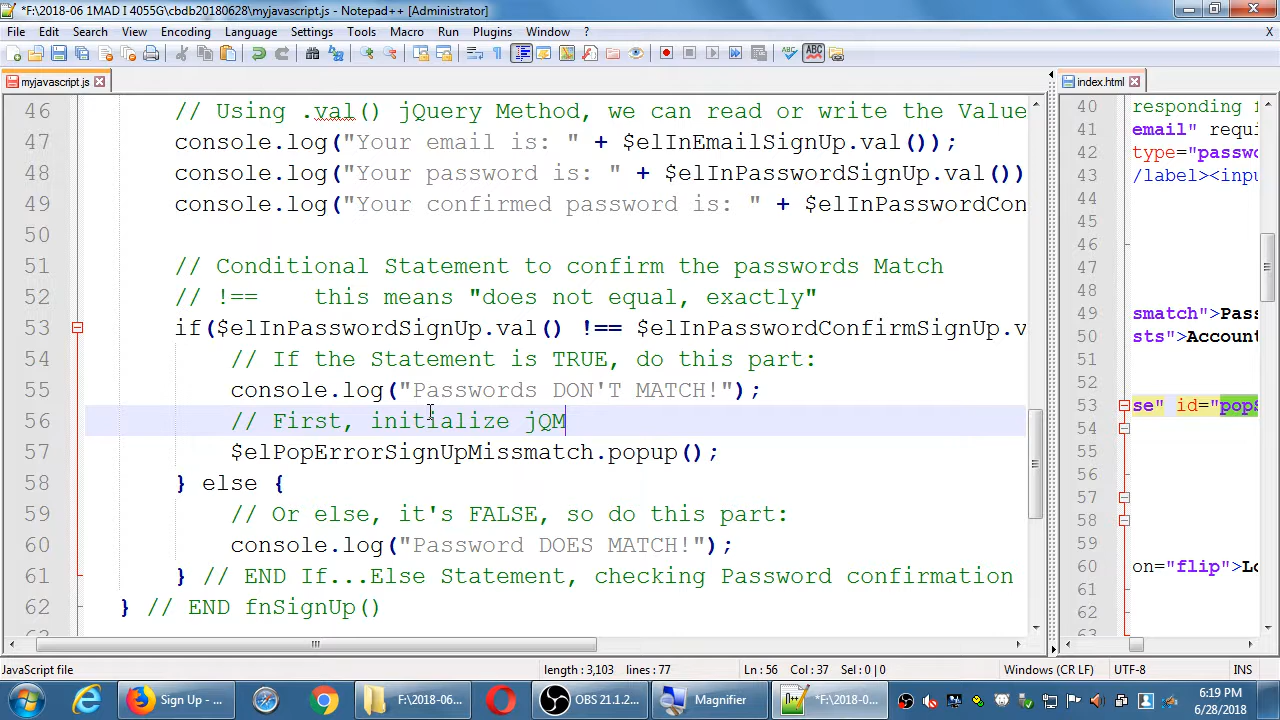 *F:\2018-06 1MAD I 4055G\cbdb20180628\myjavascript.js - Notepad++ [Administrator]
File Edit Search View Encoding Language Settings Tools Macro Run Plugins Window ? X
myjavascript.js
46 // Using .val() jQuery Method, we can read or write the Value
47 console.log("Your email is: " + $elInEmailSignUp.val());
48 console.log("Your password is: " + $elInPasswordSignUp.val())
49 console.log("Your confirmed password is: " + $elInPasswordCon
50
51 // Conditional Statement to confirm the passwords Match
52 // !== this means "does not equal, exactly"
53 if($elInPasswordSignUp.val() !== $elInPasswordConfirmSignUp.v
54 // If the Statement is TRUE, do this part:
55 console.log("Passwords DON'T MATCH!");
56 // First, initialize jQM
57 $elPopErrorSignUpMissmatch.popup();
58 } else {
59 // Or else, it's FALSE, so do this part:
60 console.log("Password DOES MATCH!");
61 } // END If...Else Statement, checking Password confirmation
62 } // END fnSignUp()
index.html
40 responding
41 email" requi
42 type="passwo
43 /label><inpu
44
45
46
47
48
49 smatch">Pass
50 sts">Account
51
52
53 se" id="pops
54
55
56
57
58
59
60 on="flip">Lo
61
62
63
JavaScript file length : 3,103 lines : 77 Ln : 56 Col : 37 Sel : 0 | 0 Windows (CR LF) UTF-8 INS
Sign Up - ...
F:\2018-06...
OBS 21.1.2...
Magnifier
*F:\2018-0...
6:19 PM
6/28/2018